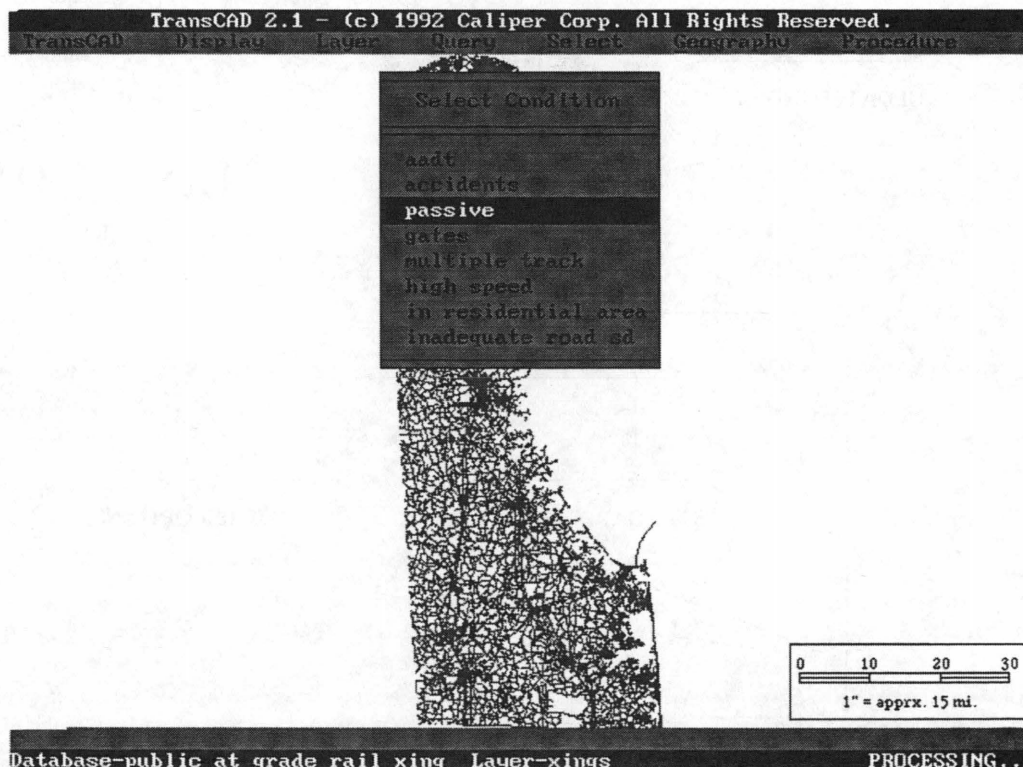 TransCAD 2.1 - (c) 1992 Caliper Corp. All Rights Reserved.
TransCAD Display Layer Query Select Geography Procedure
Select Condition
aadt
accidents
passive
gates
multiple track
high speed
in residential area
inadequate road sd
0 10 20 30
1" = apprx. 15 mi.
Database-public at grade rail xing Layer-xings PROCESSING..